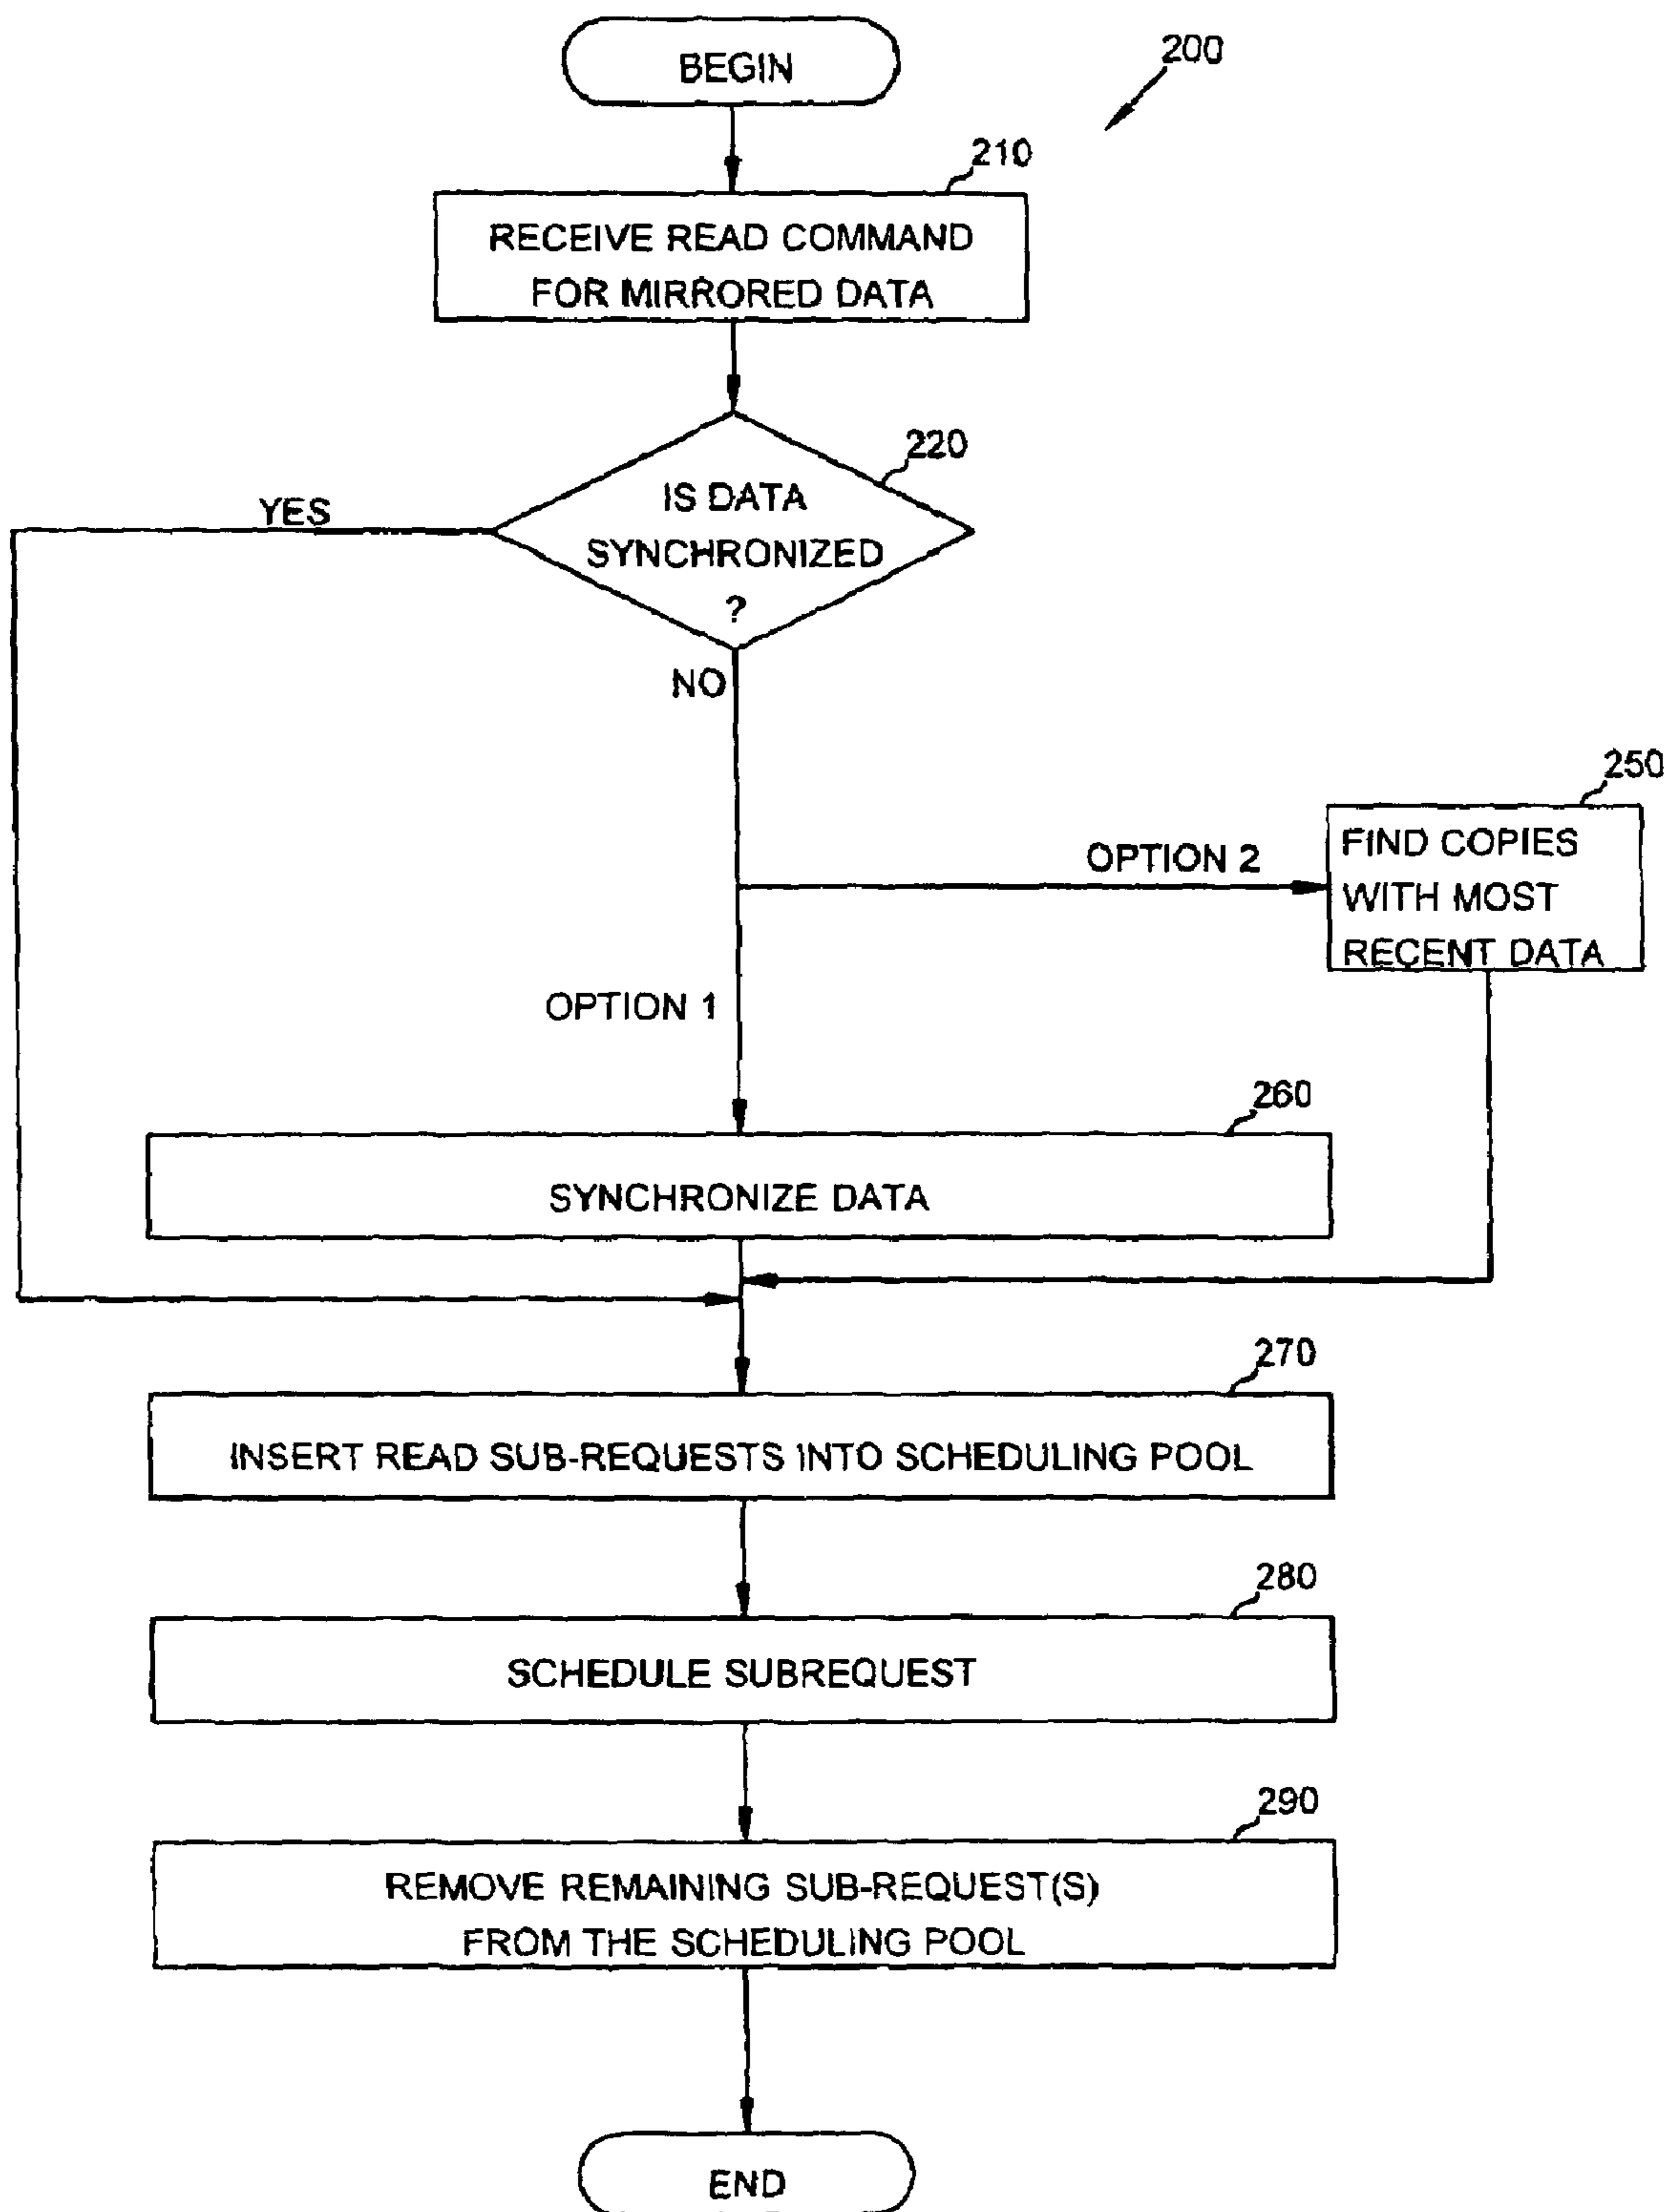 BEGIN
200
210
RECEIVE READ COMMAND
FOR MIRRORED DATA
220
IS DATA
SYNCHRONIZED
?
YES
NO
250
FIND COPIES
WITH MOST
RECENT DATA
OPTION 2
OPTION 1
260
SYNCHRONIZE DATA
270
INSERT READ SUB-REQUESTS INTO SCHEDULING POOL
280
SCHEDULE SUBREQUEST
290
REMOVE REMAINING SUB-REQUEST(S)
FROM THE SCHEDULING POOL
END